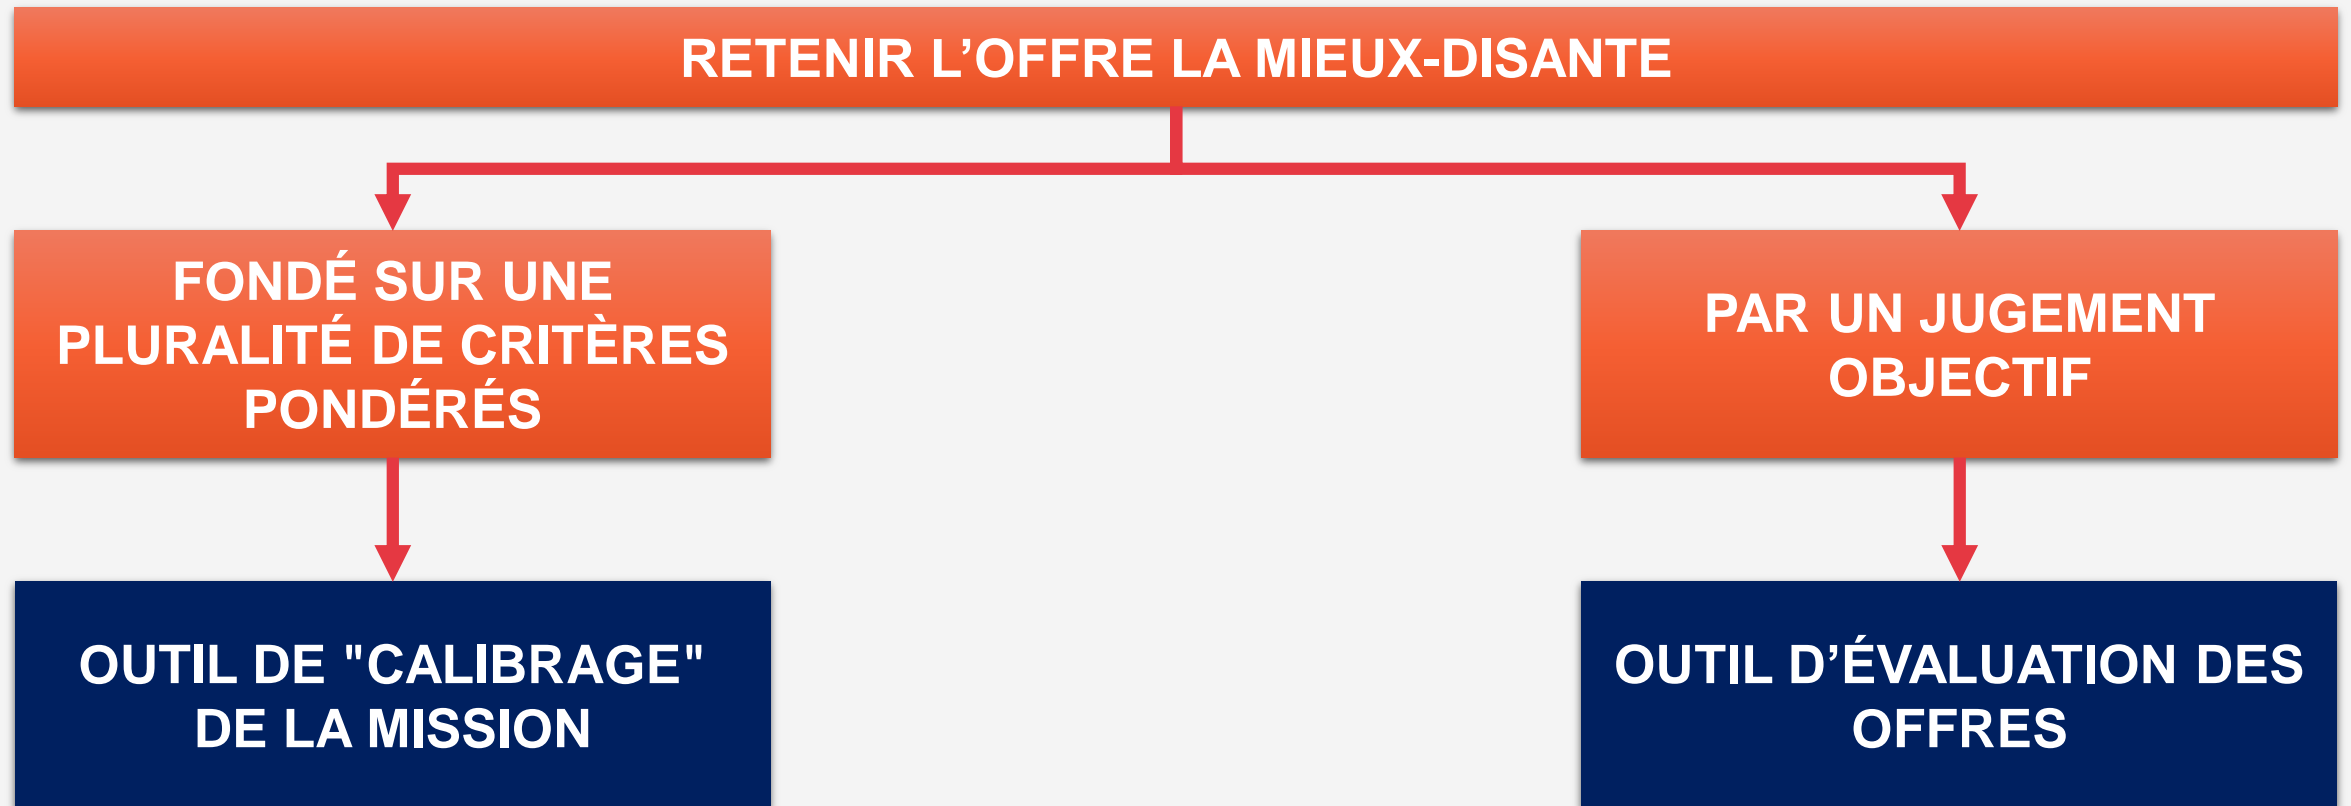 RETENIR L’OFFRE LA MIEUX-DISANTE
FONDÉ SUR UNE
PLURALITÉ DE CRITÈRES
PONDÉRÉS
PAR UN JUGEMENT
OBJECTIF
OUTIL DE "CALIBRAGE"
DE LA MISSION
OUTIL D’ÉVALUATION DES
OFFRES